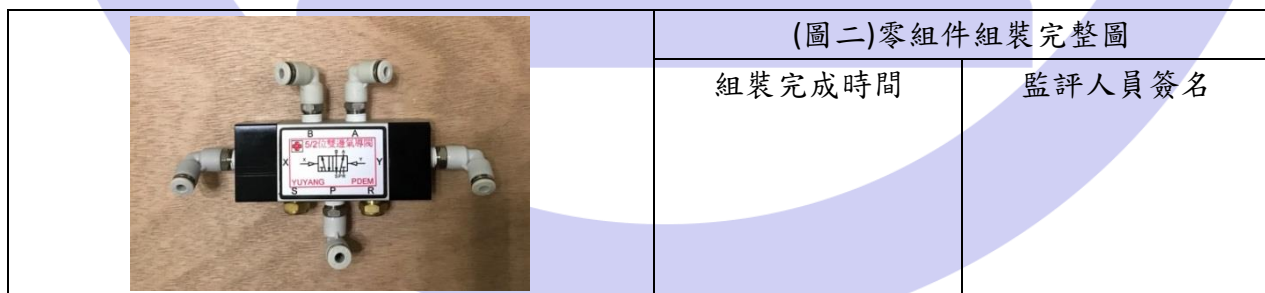 (圖二)零組件組裝完整圖
組裝完成時間
監評人員簽名
B A
5/2位雙邊氣導閥
X Y
YUYANG PDEM
S P R